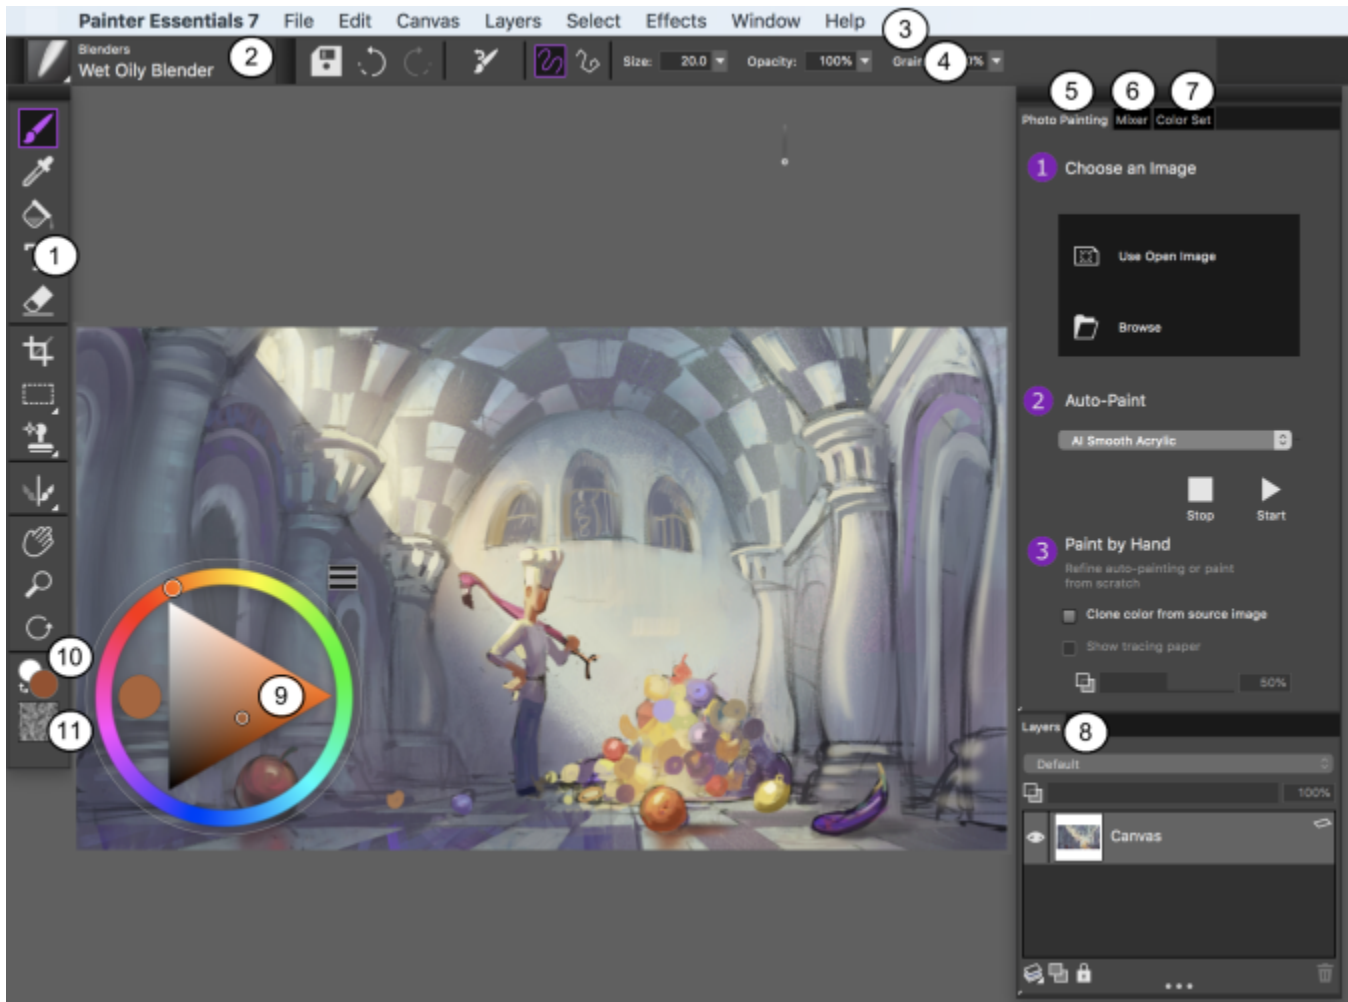 Painter Essentials 7 File Edit Canvas Layers Select Effects Window Help
3
Blenders
Wet Oily Blender
2
Size: 20.0 Opacity: 100% Grain
4
5 6 7
Photo Painting Mixer Color Set
1 Choose an Image
Use Open Image
Browse
2 Auto-Paint
AI Smooth Acrylic
Stop Start
3 Paint by Hand
Refine auto-painting or paint
from scratch
Clone color from source image
Show tracing paper
50%
Layers
8
Default
100%
Canvas
1
9
10
11